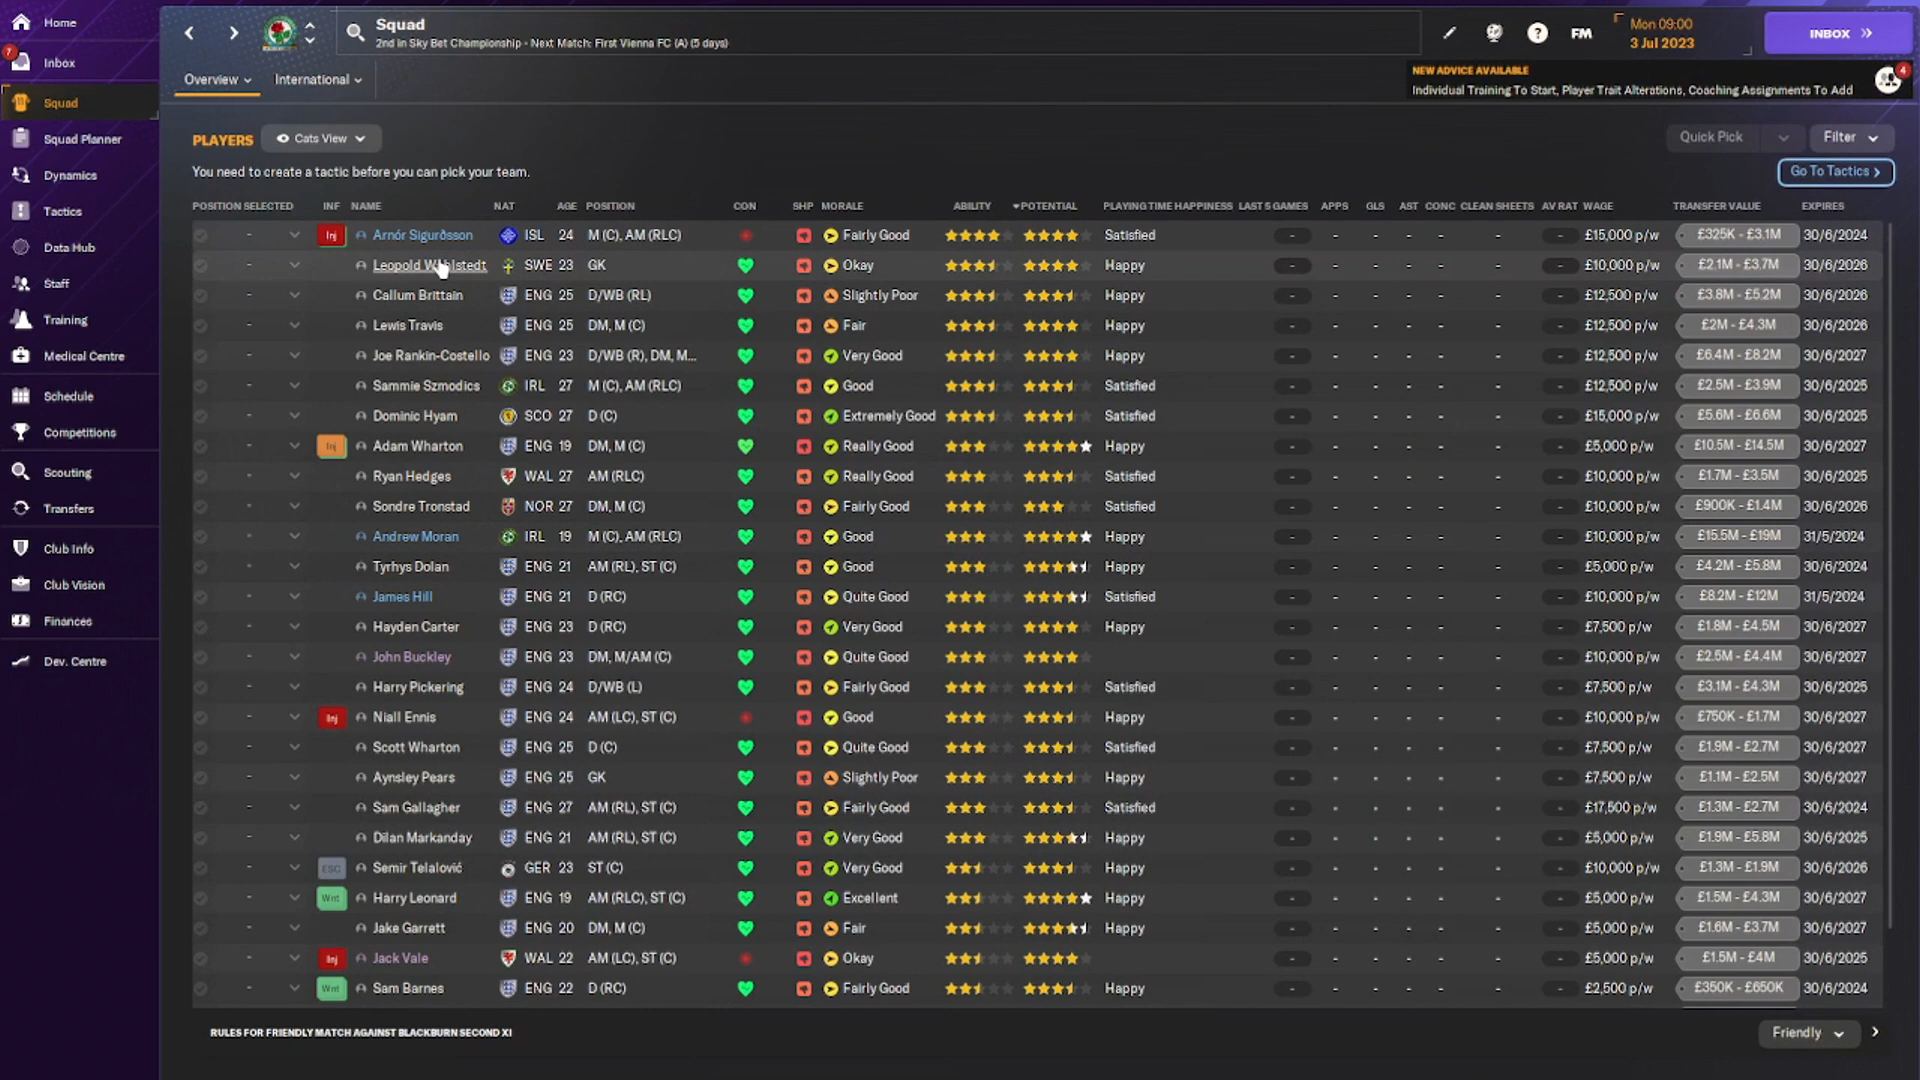 Home
7
Inbox
Squad
Squad Planner
Dynamics
Tactics
Data Hub
Staff
Training
Medical Centre
Schedule
Competitions
Scouting
Transfers
Club Info
Club Vision
Finances
Dev. Centre
Squad
2nd in Sky Bet Championship - Next Match: First Vienna FC (A) (5 days)
?
FM
Mon 09:00
3 Jul 2023
INBOX
Overview
International
NEW ADVICE AVAILABLE
Individual Training To Start, Player Trait Alterations, Coaching Assignments To Add
4
PLAYERS
Cats View
Quick Pick
Filter
You need to create a tactic before you can pick your team.
Go To Tactics
POSITION SELECTED INF NAME NAT AGE POSITION CON SHP MORALE ABILITY POTENTIAL PLAYING TIME HAPPINESS LAST 5 GAMES APPS GLS AST CONC CLEAN SHEETS AV RAT WAGE TRANSFER VALUE EXPIRES
- Inj Arnór Sigurðsson ISL 24 M (C), AM (RLC) Fairly Good Satisfied - - - - - - - £15,000 p/w £325K - £3.1M 30/6/2024
- Leopold W hlstedt SWE 23 GK Okay Happy - - - - - - - £10,000 p/w £2.1M - £3.7M 30/6/2026
- Callum Brittain ENG 25 D/WB (RL) Slightly Poor Happy - - - - - - - £12,500 p/w £3.8M - £5.2M 30/6/2026
- Lewis Travis ENG 25 DM, M (C) Fair Happy - - - - - - - £12,500 p/w £2M - £4.3M 30/6/2026
- Joe Rankin-Costello ENG 23 D/WB (R), DM, M... Very Good Happy - - - - - - - £12,500 p/w £6.4M - £8.2M 30/6/2027
- Sammie Szmodics IRL 27 M (C), AM (RLC) Good Satisfied - - - - - - - £12,500 p/w £2.5M - £3.9M 30/6/2025
- Dominic Hyam SCO 27 D (C) Extremely Good Satisfied - - - - - - - £15,000 p/w £5.6M - £6.6M 30/6/2025
- Inj Adam Wharton ENG 19 DM, M (C) Really Good Happy - - - - - - - £5,000 p/w £10.5M - £14.5M 30/6/2027
- Ryan Hedges WAL 27 AM (RLC) Really Good Satisfied - - - - - - - £10,000 p/w £1.7M - £3.5M 30/6/2025
- Sondre Tronstad NOR 27 DM, M (C) Fairly Good Satisfied - - - - - - - £10,000 p/w £900K - £1.4M 30/6/2026
- Andrew Moran IRL 19 M (C), AM (RLC) Good Happy - - - - - - - £10,000 p/w £15.5M - £19M 31/5/2024
- Tyrhys Dolan ENG 21 AM (RL), ST (C) Good Happy - - - - - - - £5,000 p/w £4.2M - £5.8M 30/6/2024
- James Hill ENG 21 D (RC) Quite Good Satisfied - - - - - - - £10,000 p/w £8.2M - £12M 31/5/2024
- Hayden Carter ENG 23 D (RC) Very Good Happy - - - - - - - £7,500 p/w £1.8M - £4.5M 30/6/2027
- John Buckley ENG 23 DM, M/AM (C) Quite Good - - - - - - - £10,000 p/w £2.5M - £4.4M 30/6/2027
- Harry Pickering ENG 24 D/WB (L) Fairly Good Satisfied - - - - - - - £7,500 p/w £3.1M - £4.3M 30/6/2025
- Inj Niall Ennis ENG 24 AM (LC), ST (C) Good Happy - - - - - - - £10,000 p/w £750K - £1.7M 30/6/2027
- Scott Wharton ENG 25 D (C) Quite Good Satisfied - - - - - - - £7,500 p/w £1.9M - £2.7M 30/6/2027
- Aynsley Pears ENG 25 GK Slightly Poor Happy - - - - - - - £7,500 p/w £1.1M - £2.5M 30/6/2027
- Sam Gallagher ENG 27 AM (RL), ST (C) Fairly Good Satisfied - - - - - - - £17,500 p/w £1.3M - £2.7M 30/6/2024
- Dilan Markanday ENG 21 AM (RL), ST (C) Very Good Happy - - - - - - - £5,000 p/w £1.9M - £5.8M 30/6/2025
- ESC Semir Telalović GER 23 ST (C) Very Good Happy - - - - - - - £10,000 p/w £1.3M - £1.9M 30/6/2026
- Wnt Harry Leonard ENG 19 AM (RLC), ST (C) Excellent Happy - - - - - - - £5,000 p/w £1.5M - £4.3M 30/6/2027
- Jake Garrett ENG 20 DM, M (C) Fair Happy - - - - - - - £5,000 p/w £1.6M - £3.7M 30/6/2027
- Inj Jack Vale WAL 22 AM (LC), ST (C) Okay - - - - - - - £5,000 p/w £1.5M - £4M 30/6/2025
- Wnt Sam Barnes ENG 22 D (RC) Fairly Good Happy - - - - - - - £2,500 p/w £350K - £650K 30/6/2024
RULES FOR FRIENDLY MATCH AGAINST BLACKBURN SECOND XI
Friendly